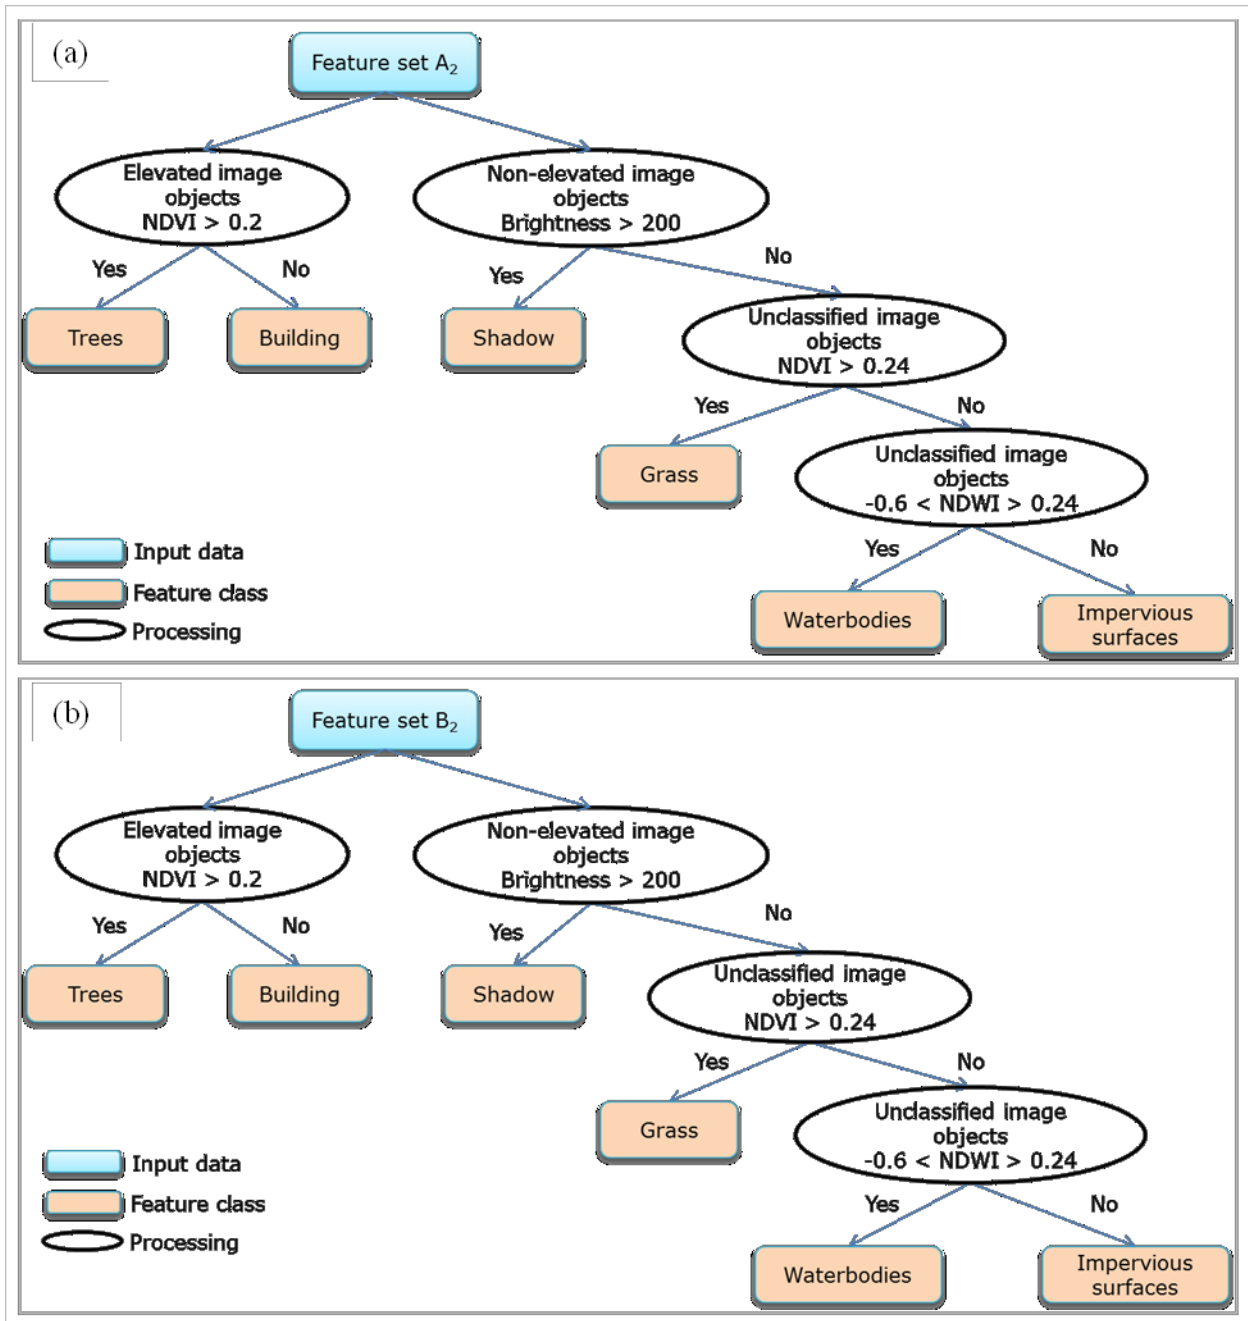 (a)
Feature set A₂
Elevated image
objects
NDVI > 0.2
Non-elevated image
objects
Brightness > 200
Yes
No
Yes
No
Trees
Building
Shadow
Unclassified image
objects
NDVI > 0.24
Yes
No
Grass
Unclassified image
objects
-0.6 < NDWI > 0.24
Yes
No
Waterbodies
Impervious
surfaces
Input data
Feature class
Processing
(b)
Feature set B₂
Elevated image
objects
NDVI > 0.2
Non-elevated image
objects
Brightness > 200
Yes
No
Yes
No
Trees
Building
Shadow
Unclassified image
objects
NDVI > 0.24
Yes
No
Grass
Unclassified image
objects
-0.6 < NDWI > 0.24
Yes
No
Waterbodies
Impervious
surfaces
Input data
Feature class
Processing